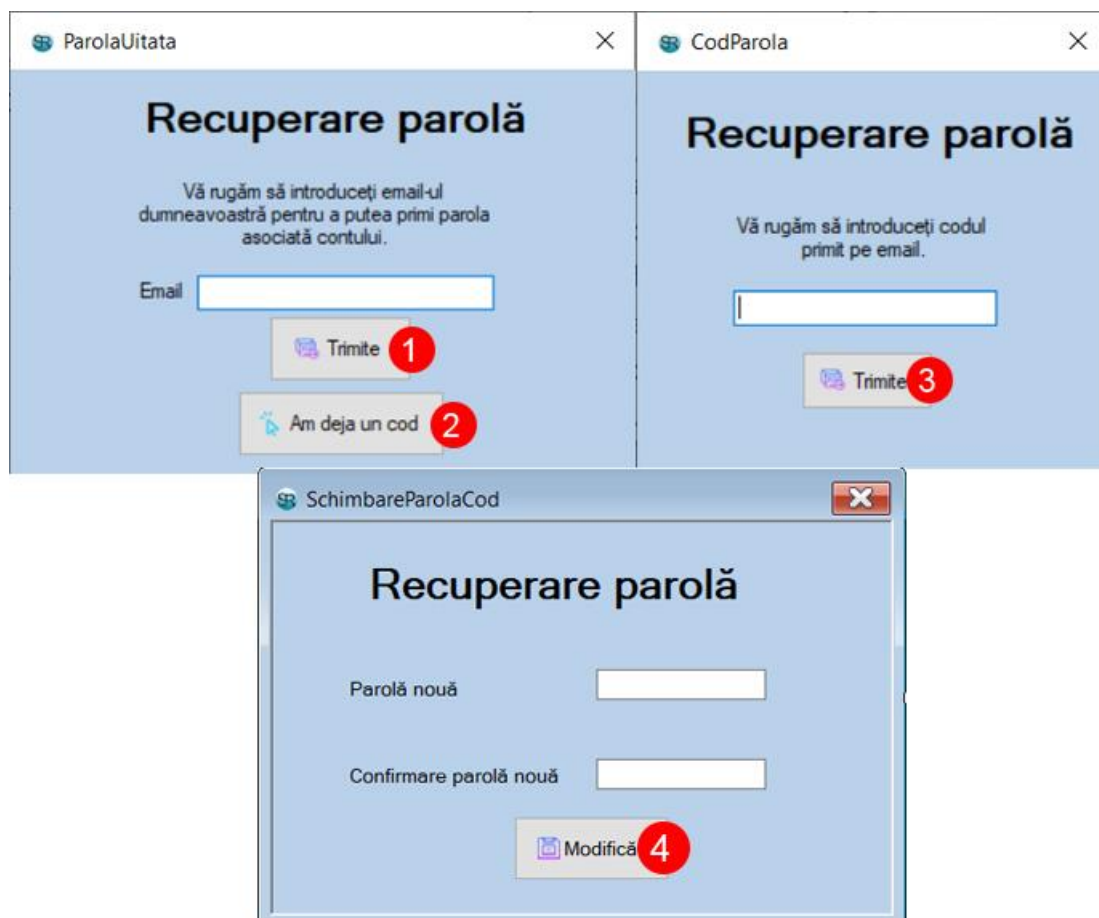 ParolaUitata
Recuperare parolă
Vă rugăm să introduceți email-ul
dumneavoastră pentru a putea primi parola
asociată contului.
Email
Trimite 1
Am deja un cod 2
CodParola
Recuperare parolă
Vă rugăm să introduceți codul
primit pe email.
Trimite 3
SchimbareParolaCod
Recuperare parolă
Parolă nouă
Confirmare parolă nouă
Modifică 4